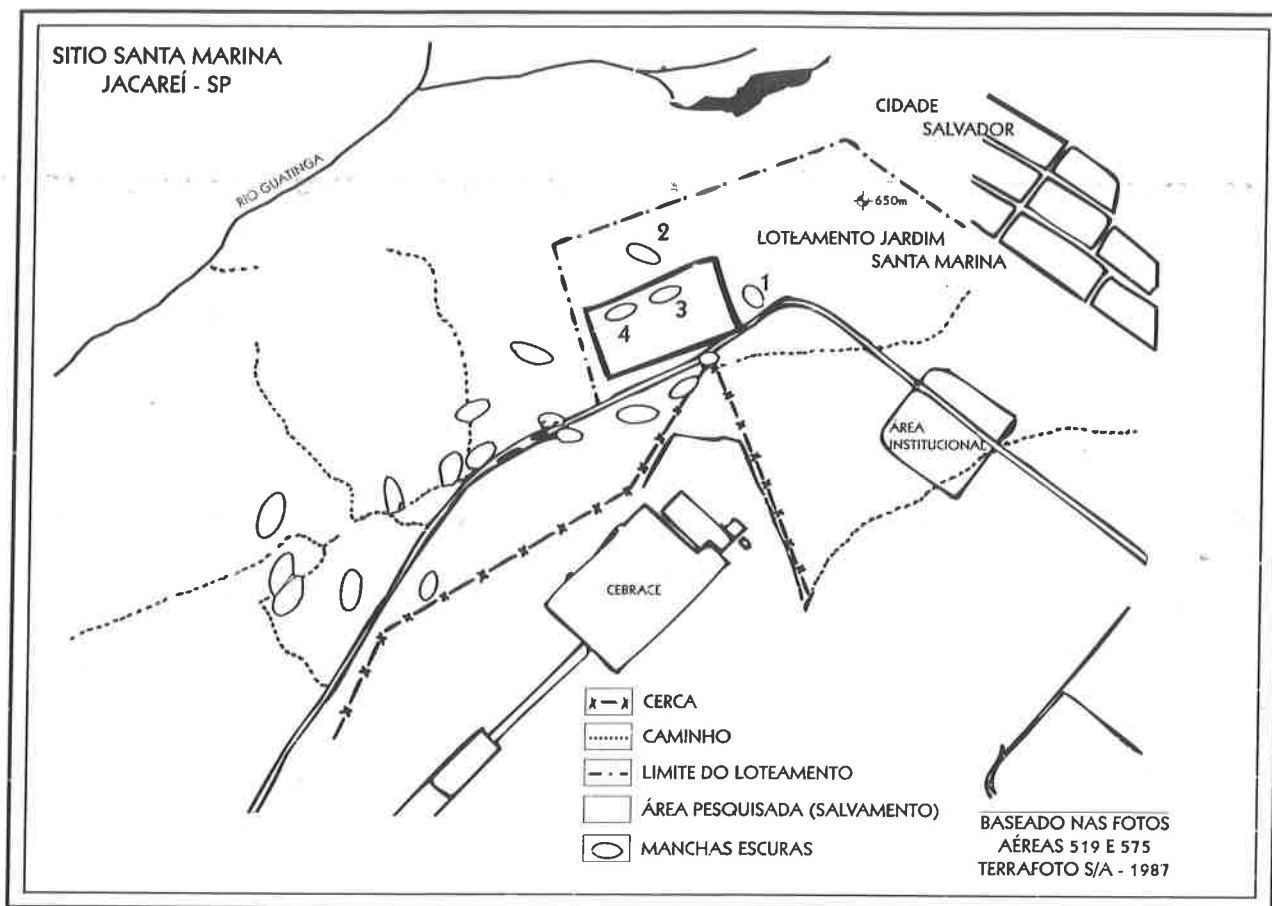 SITIO SANTA MARINA
JACAREÍ - SP
RIO GUATINGA
CIDADE
SALVADOR
650m
LOTEAMENTO JARDIM
SANTA MARINA
2
1
3
4
ÁREA
INSTITUCIONAL
CEBRACE
CERCA
CAMINHO
LIMITE DO LOTEAMENTO
ÁREA PESQUISADA (SALVAMENTO)
MANCHAS ESCURAS
BASEADO NAS FOTOS
AÉREAS 519 E 575
TERRAFOTO S/A - 1987